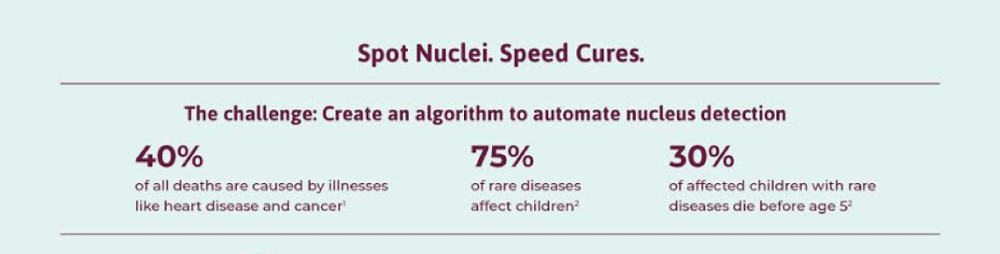 Spot Nuclei. Speed Cures.
The challenge: Create an algorithm to automate nucleus detection
40%
of all deaths are caused by illnesses
like heart disease and cancer¹
75%
of rare diseases
affect children²
30%
of affected children with rare
diseases die before age 5²